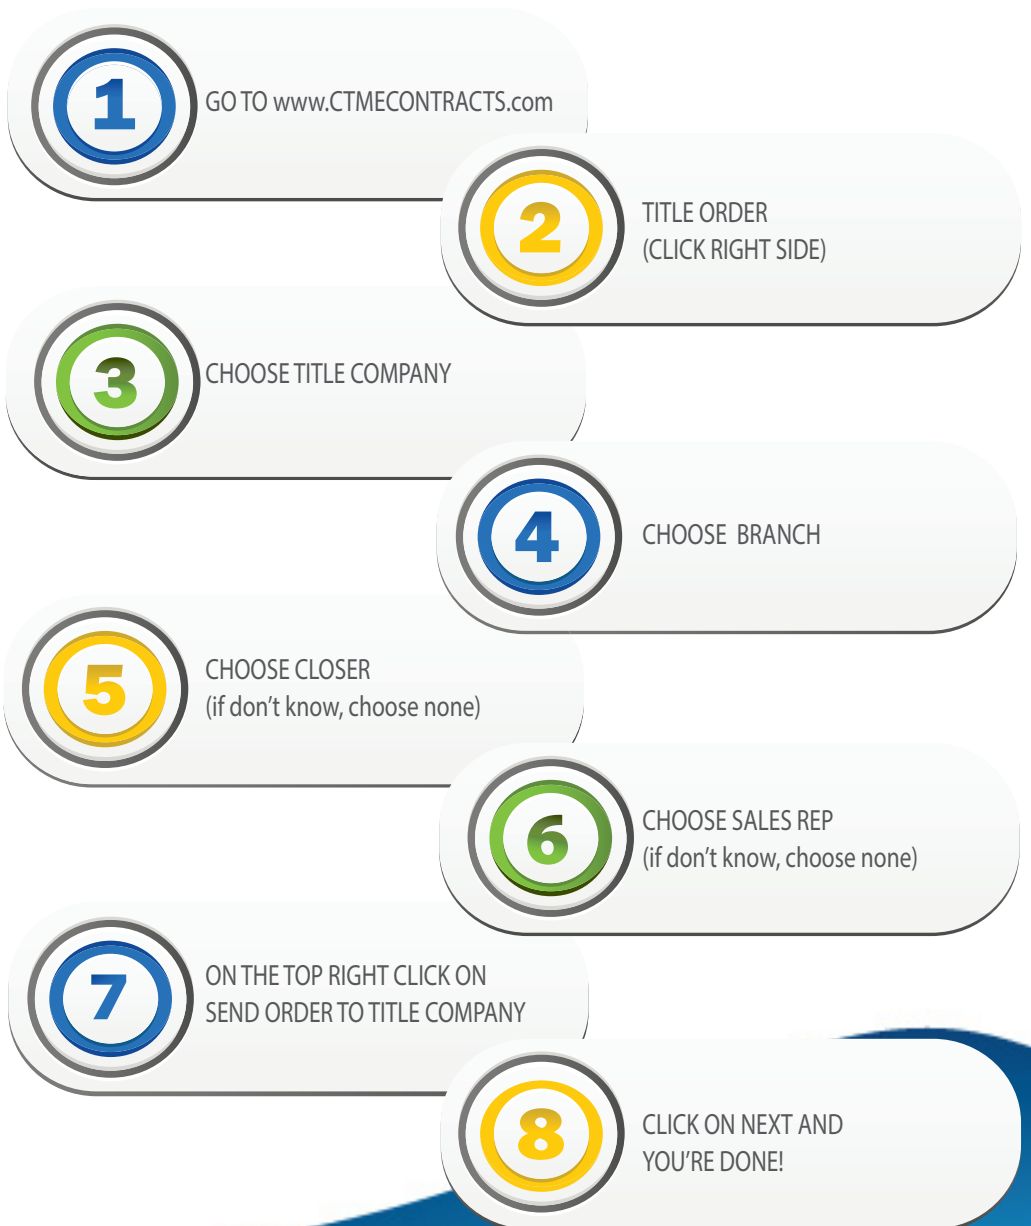 1
GO TO www.CTMECONTRACTS.com
2
TITLE ORDER
(CLICK RIGHT SIDE)
3
CHOOSE TITLE COMPANY
4
CHOOSE BRANCH
5
CHOOSE CLOSER
(if don't know, choose none)
6
CHOOSE SALES REP
(if don't know, choose none)
7
ON THE TOP RIGHT CLICK ON
SEND ORDER TO TITLE COMPANY
8
CLICK ON NEXT AND
YOU'RE DONE!